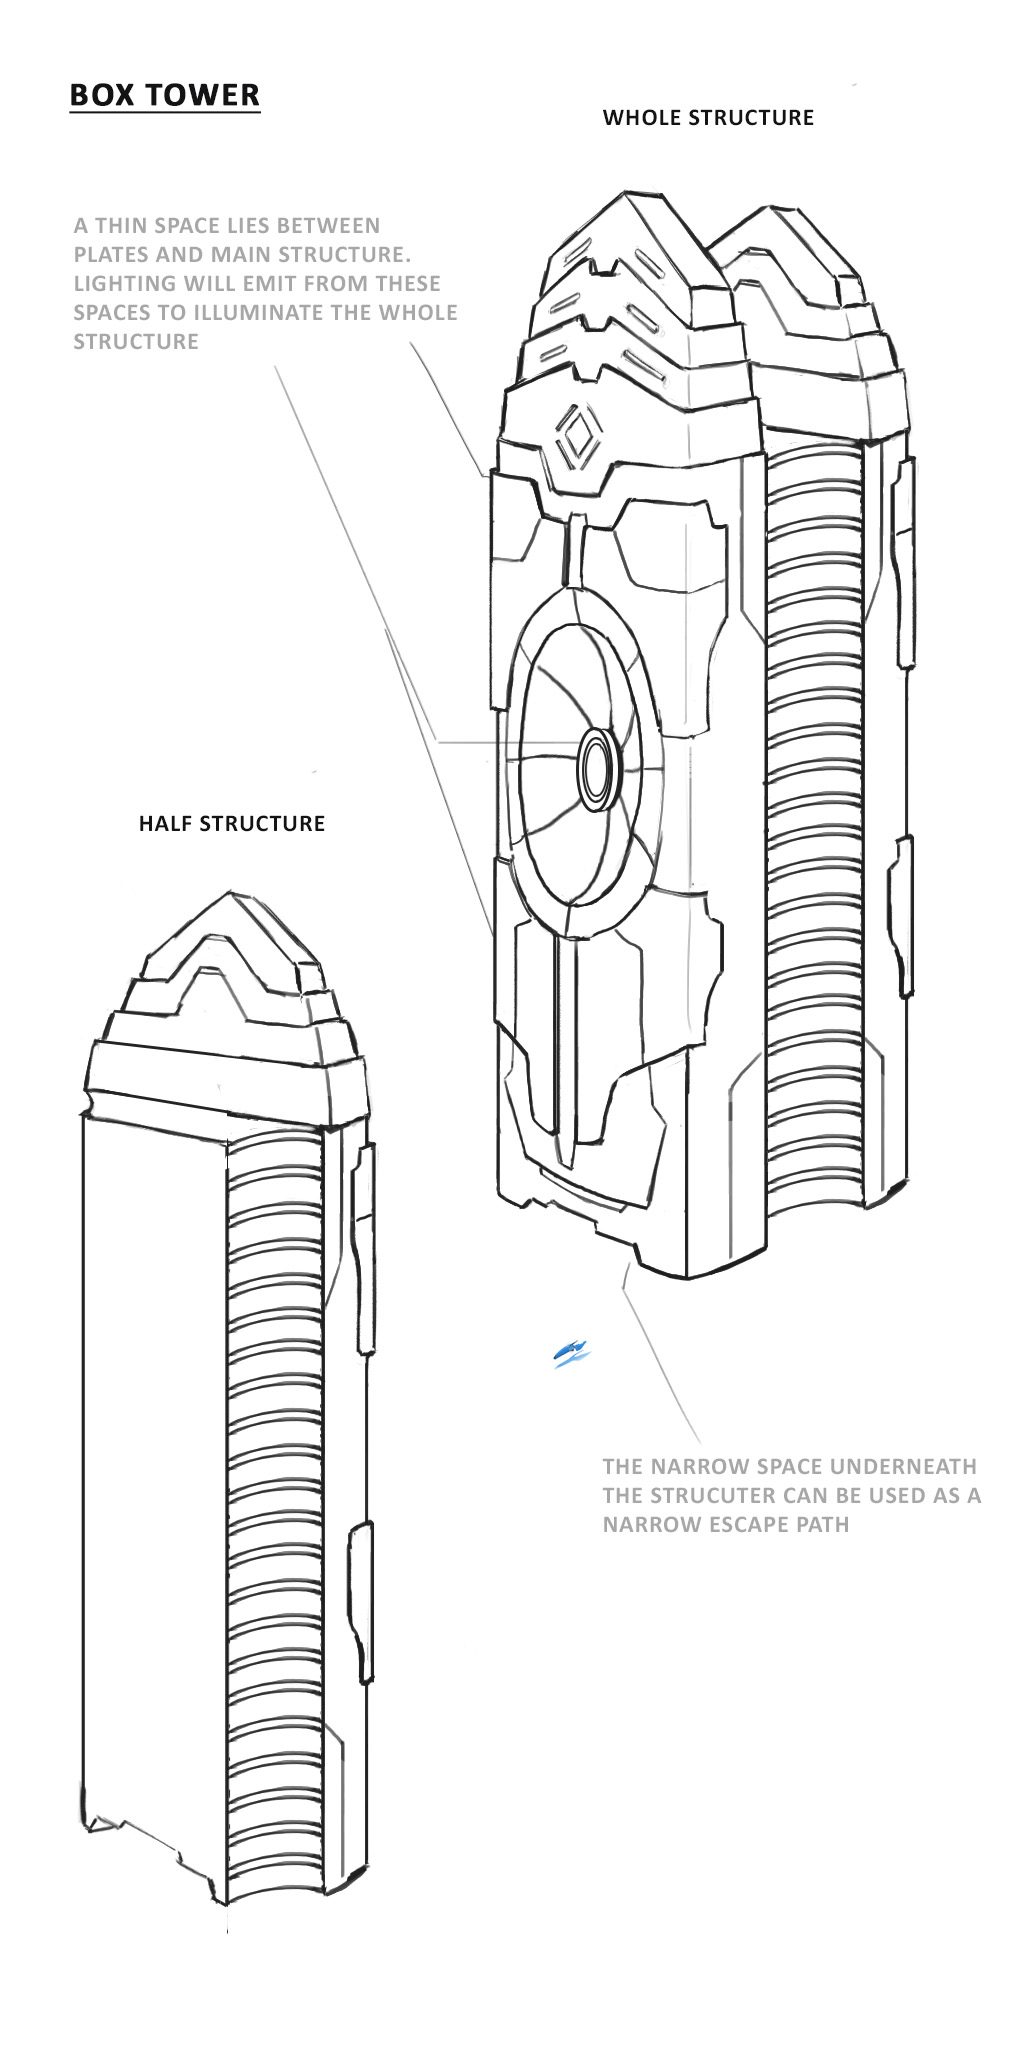 BOX TOWER
WHOLE STRUCTURE
A THIN SPACE LIES BETWEEN
PLATES AND MAIN STRUCTURE.
LIGHTING WILL EMIT FROM THESE
SPACES TO ILLUMINATE THE WHOLE
STRUCTURE
HALF STRUCTURE
THE NARROW SPACE UNDERNEATH
THE STRUCUTER CAN BE USED AS A
NARROW ESCAPE PATH